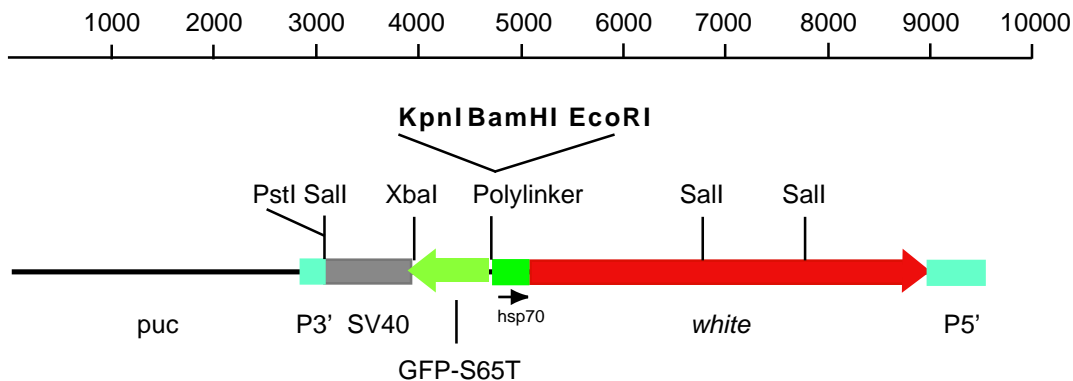 1000 2000 3000 4000 5000 6000 7000 8000 9000 10000
KpnI BamHI EcoRI
PstI SalI XbaI Polylinker SalI SalI
hsp70
puc P3’ SV40 white P5’
GFP-S65T